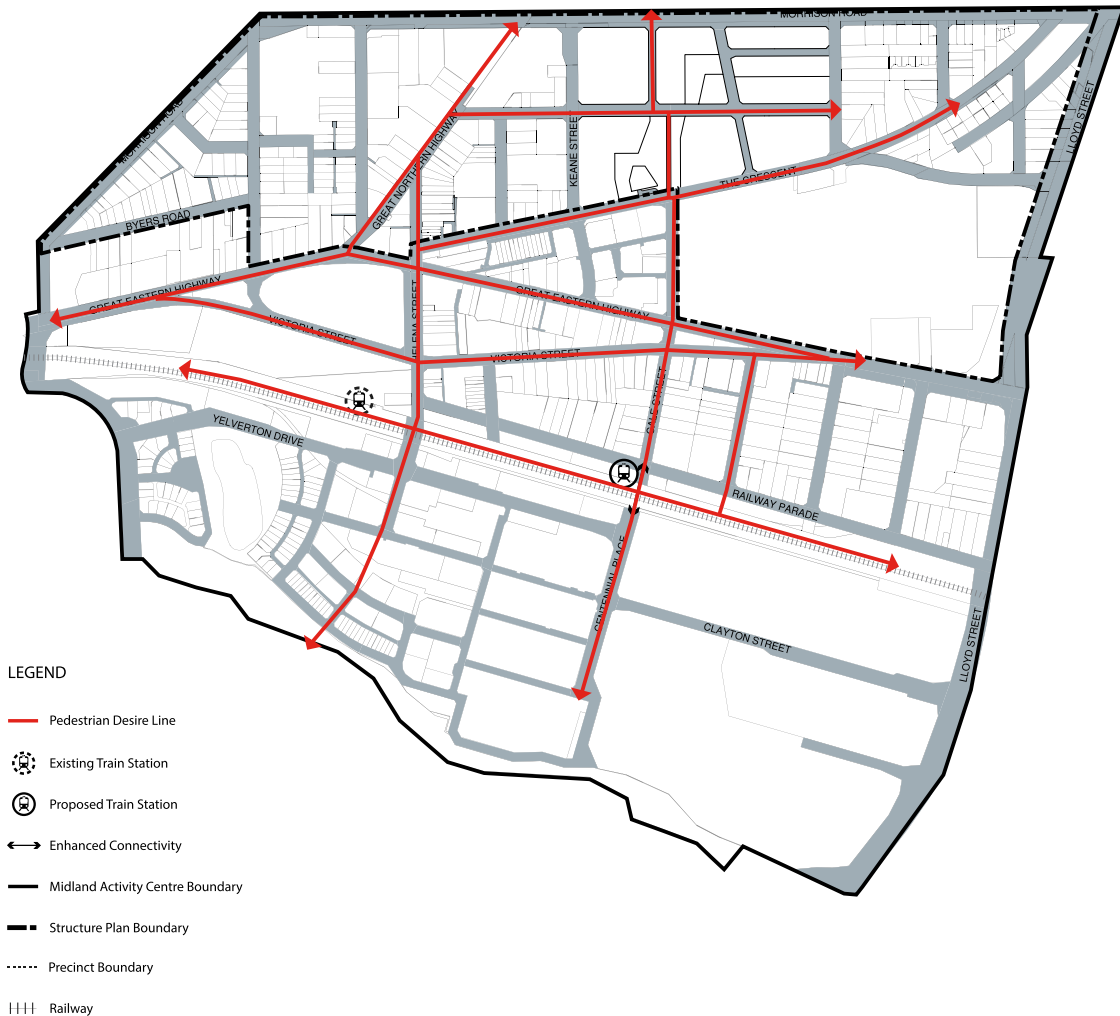 MORRISON ROAD
MORRISON ROAD
LLOYD STREET
GREAT NORTHERN HIGHWAY
KEANE STREET
THE CRESCENT
BYERS ROAD
GREAT EASTERN HIGHWAY
GREAT EASTERN HIGHWAY
HELENA STREET
VICTORIA STREET
VICTORIA STREET
GALE STREET
YELVERTON DRIVE
RAILWAY PARADE
CENTENNIAL PLACE
CLAYTON STREET
LLOYD STREET
LEGEND
Pedestrian Desire Line
Existing Train Station
Proposed Train Station
Enhanced Connectivity
Midland Activity Centre Boundary
Structure Plan Boundary
Precinct Boundary
Railway